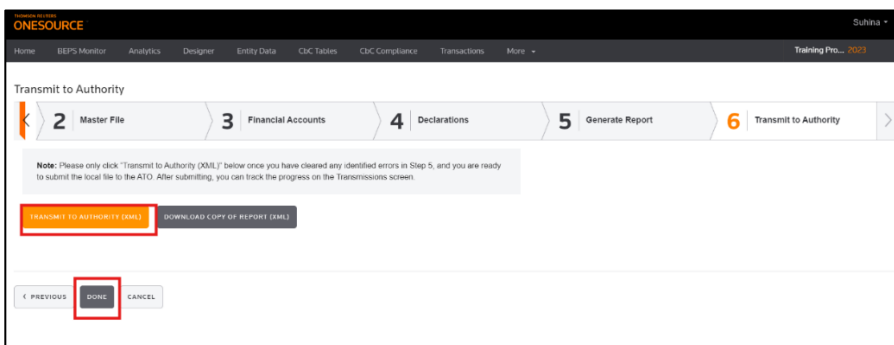 THOMSON REUTERS
ONESOURCE
Suhina
Home BEPS Monitor Analytics Designer Entity Data CbC Tables CbC Compliance Transactions More Training Pro... 2023
Transmit to Authority
2 Master File 3 Financial Accounts 4 Declarations 5 Generate Report 6 Transmit to Authority
Note: Please only click "Transmit to Authority (XML)" below once you have cleared any identified errors in Step 5, and you are ready
to submit the local file to the ATO. After submitting, you can track the progress on the Transmissions screen.
TRANSMIT TO AUTHORITY (XML) DOWNLOAD COPY OF REPORT (XML)
PREVIOUS DONE CANCEL